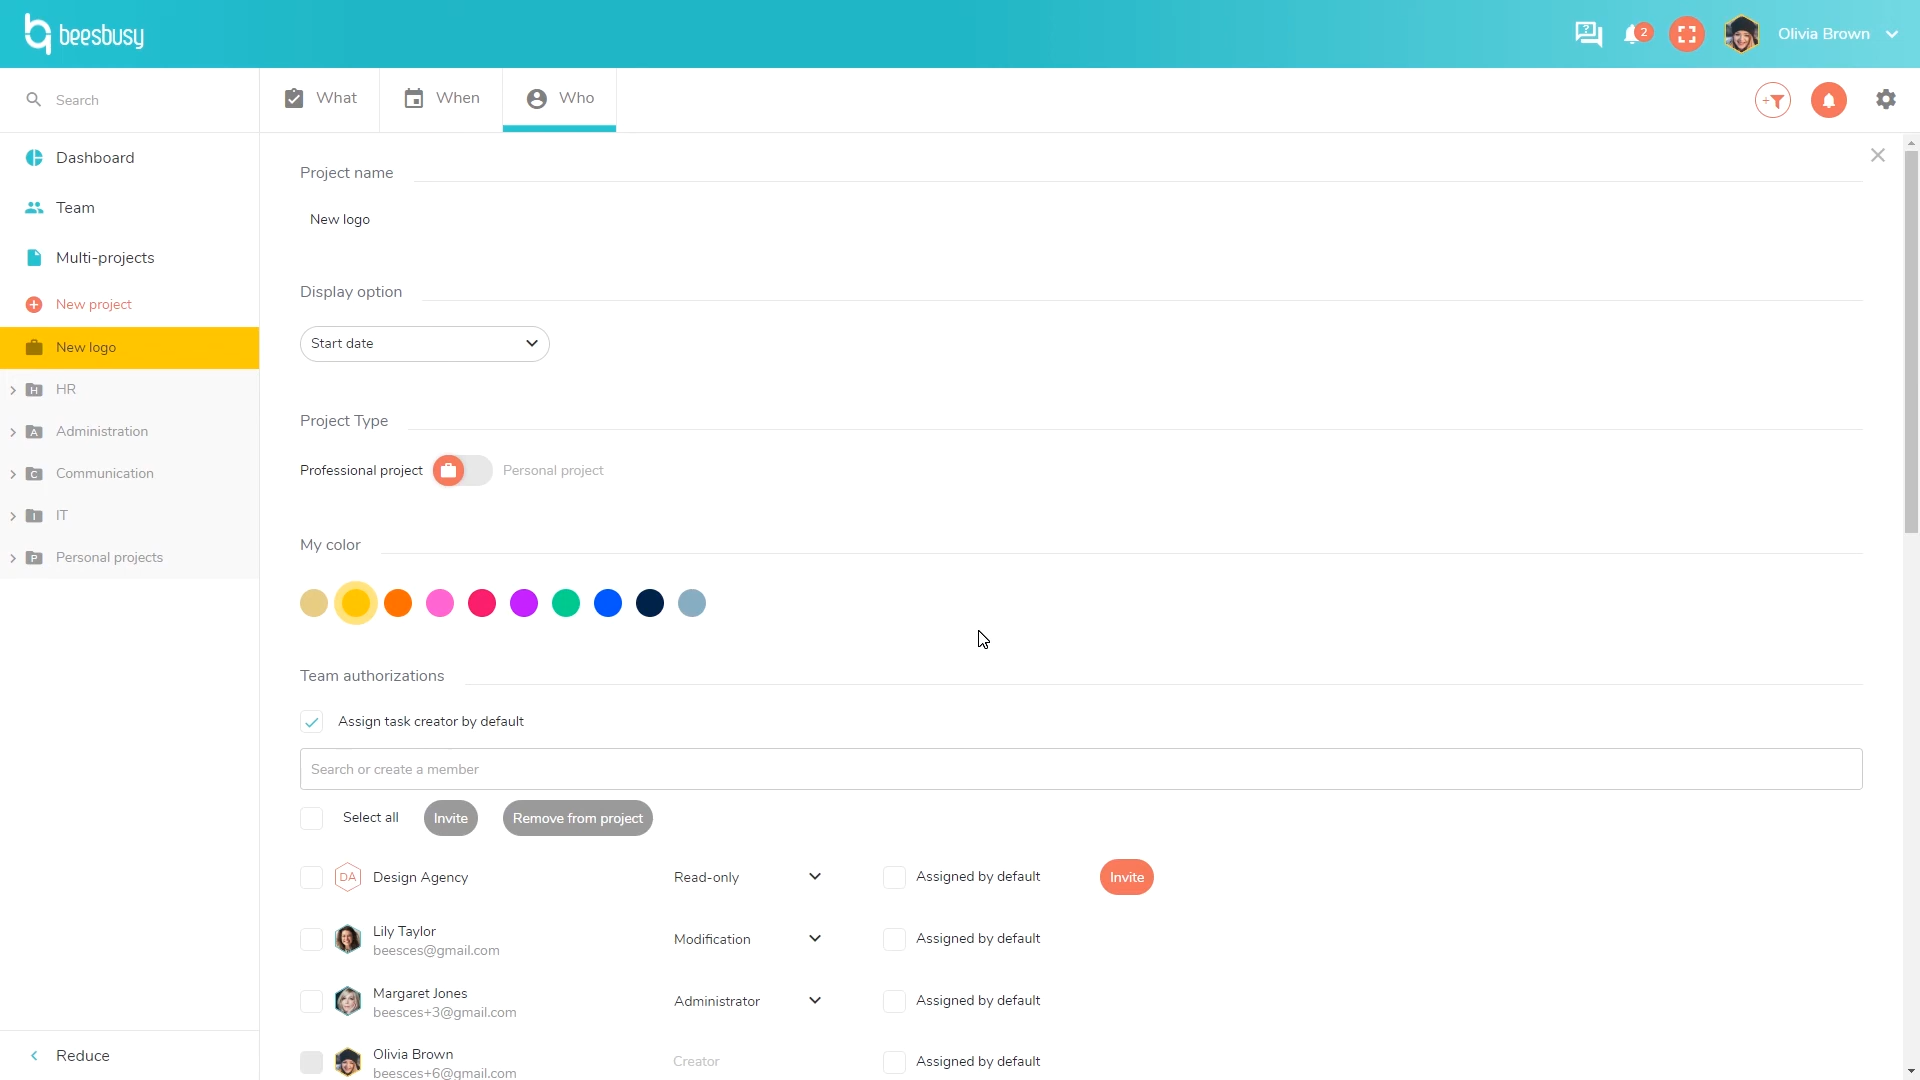 beesbusy
?
2
Olivia Brown
Search
What
When
Who
Dashboard
Team
Multi-projects
New project
New logo
H
HR
A
Administration
C
Communication
I
IT
P
Personal projects
Reduce
Project name
New logo
Display option
Start date
Project Type
Professional project
Personal project
My color
Team authorizations
Assign task creator by default
Search or create a member
Select all
Invite
Remove from project
DA
Design Agency
Read-only
Assigned by default
Invite
Lily Taylor
beesces@gmail.com
Modification
Assigned by default
Margaret Jones
beesces+3@gmail.com
Administrator
Assigned by default
Olivia Brown
beesces+6@gmail.com
Creator
Assigned by default